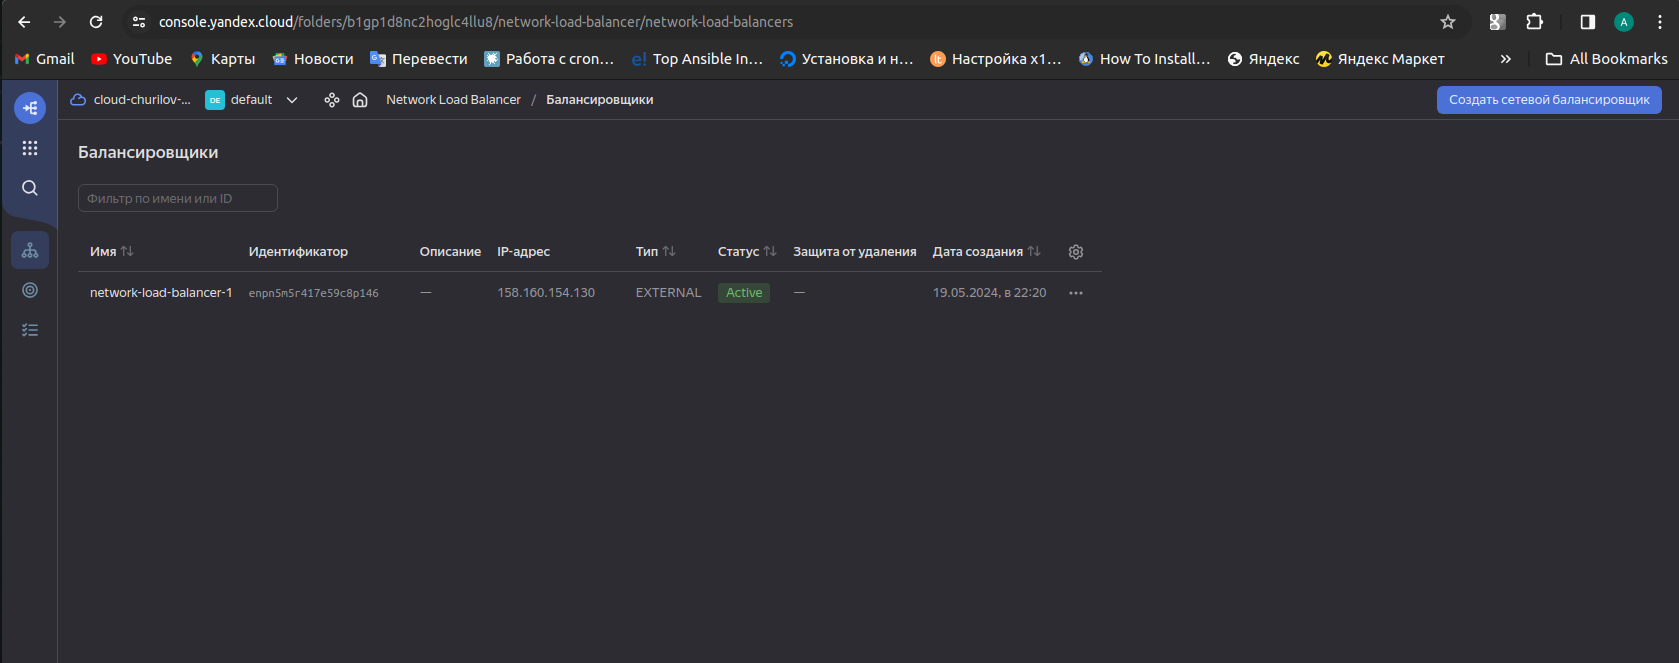 console.yandex.cloud/folders/b1gp1d8nc2hoglc4llu8/network-load-balancer/network-load-balancers
A
Gmail YouTube Карты Новости Перевести Работа с cron... Top Ansible In... Установка и н... Настройка x1... How To Install... Яндекс Яндекс Маркет » All Bookmarks
cloud-churilov-... DE default Network Load Balancer / Балансировщики Создать сетевой балансировщик
Балансировщики
Фильтр по имени или ID
Имя Идентификатор Описание IP-адрес Тип Статус Защита от удаления Дата создания
network-load-balancer-1 enpn5m5r417e59c8p146 — 158.160.154.130 EXTERNAL Active — 19.05.2024, в 22:20